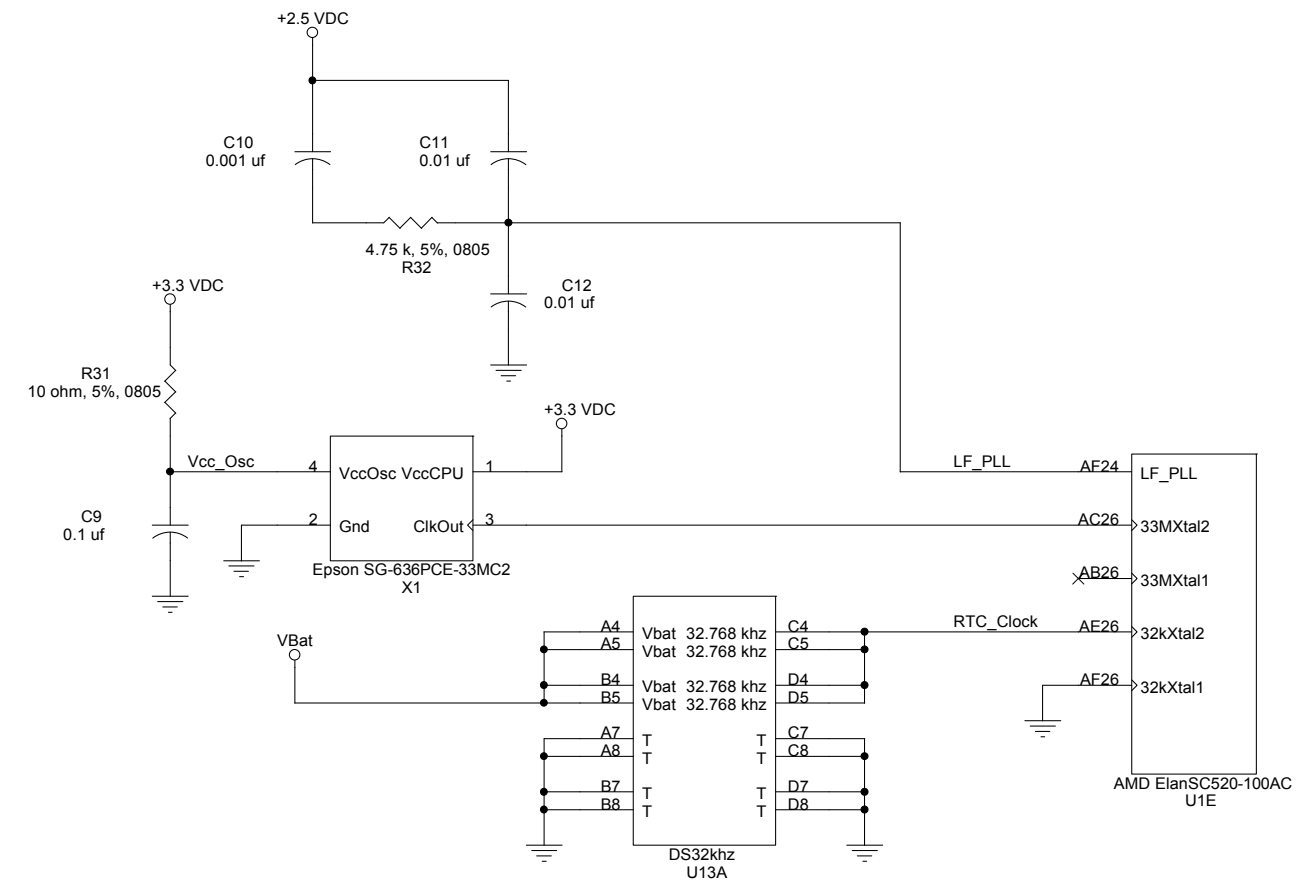 +2.5 VDC
C10
0.001 uf
C11
0.01 uf
4.75 k, 5%, 0805
R32
C12
0.01 uf
+3.3 VDC
R31
10 ohm, 5%, 0805
+3.3 VDC
Vcc_Osc
4
VccOsc VccCPU
1
LF_PLL
AF24
LF_PLL
C9
0.1 uf
2
Gnd
ClkOut
3
AC26
33MXtal2
Epson SG-636PCE-33MC2
X1
AB26
33MXtal1
VBat
A4
Vbat 32.768 khz
C4
RTC_Clock
AE26
32kXtal2
A5
Vbat 32.768 khz
C5
B4
Vbat 32.768 khz
D4
AF26
32kXtal1
B5
Vbat 32.768 khz
D5
A7
T
T
C7
A8
T
T
C8
B7
T
T
D7
B8
T
T
D8
AMD ElanSC520-100AC
U1E
DS32khz
U13A